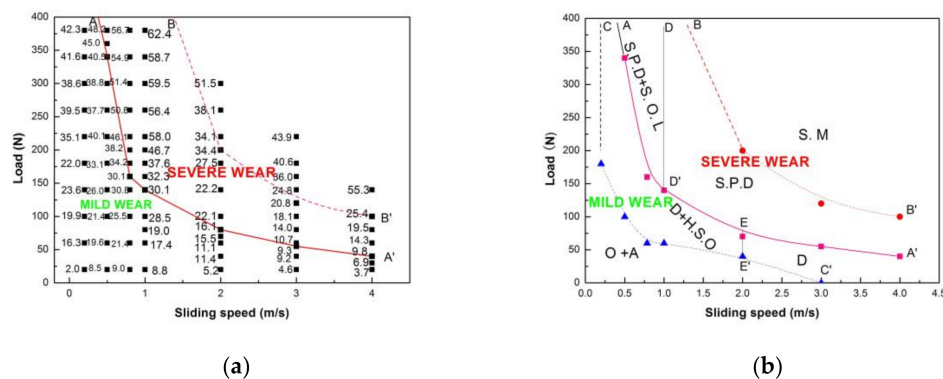 A
B
400
42.3 48.2 56.7 62.4
45.0
350
41.6 40.5 54.9 58.7
300
38.6 38.8 51.4 59.5 51.5
39.5 37.7 50.8 56.4 38.1
250
35.1 40.1 46.1 58.0 34.1 43.9
200
38.2 46.7 34.4
22.0 33.1 34.2 37.6 27.5 40.6
SEVERE WEAR
30.1 32.3 36.0
150
23.6 26.0 30.8 30.1 22.2 24.8 55.3
MILD WEAR
20.8
100
19.9 21.4 25.5 28.5 22.1 18.1 25.4 B'
19.0 16.1 14.0 19.5
50
16.3 19.6 21.4 17.4 15.5 10.7 14.3
11.1 9.3 9.8 A'
11.4 9.2 6.9
2.0 8.5 9.0 8.8 5.2 4.6 3.7
0
0 1 2 3 4
Load (N)
Sliding speed (m/s)
(a)
C A D B
400
350
300
250
200
150
100
50
0
S.P.D+S.O.L
S. M
SEVERE WEAR
S.P.D
D'
MILD WEAR
D+H.S.O
B'
E
O +A
E'
D
C'
A'
0.0 0.5 1.0 1.5 2.0 2.5 3.0 3.5 4.0 4.5
Load (N)
Sliding speed (m/s)
(b)